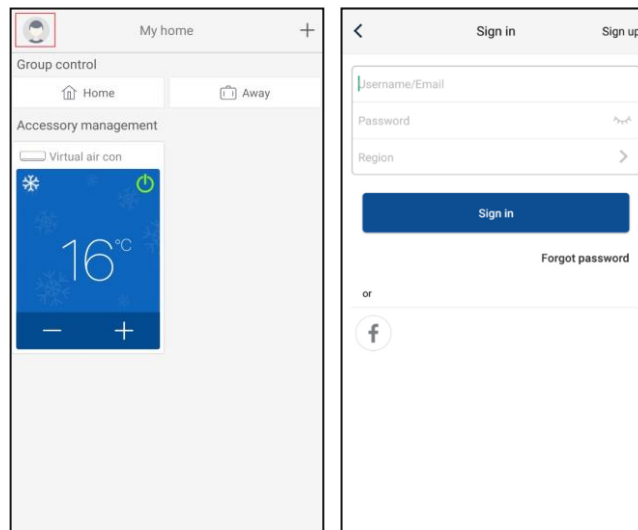 My home
+
Group control
Home
Away
Accessory management
Virtual air con
16°C
− +
Sign in
Sign up
Username/Email
Password
Region
Sign in
Forgot password
or
f